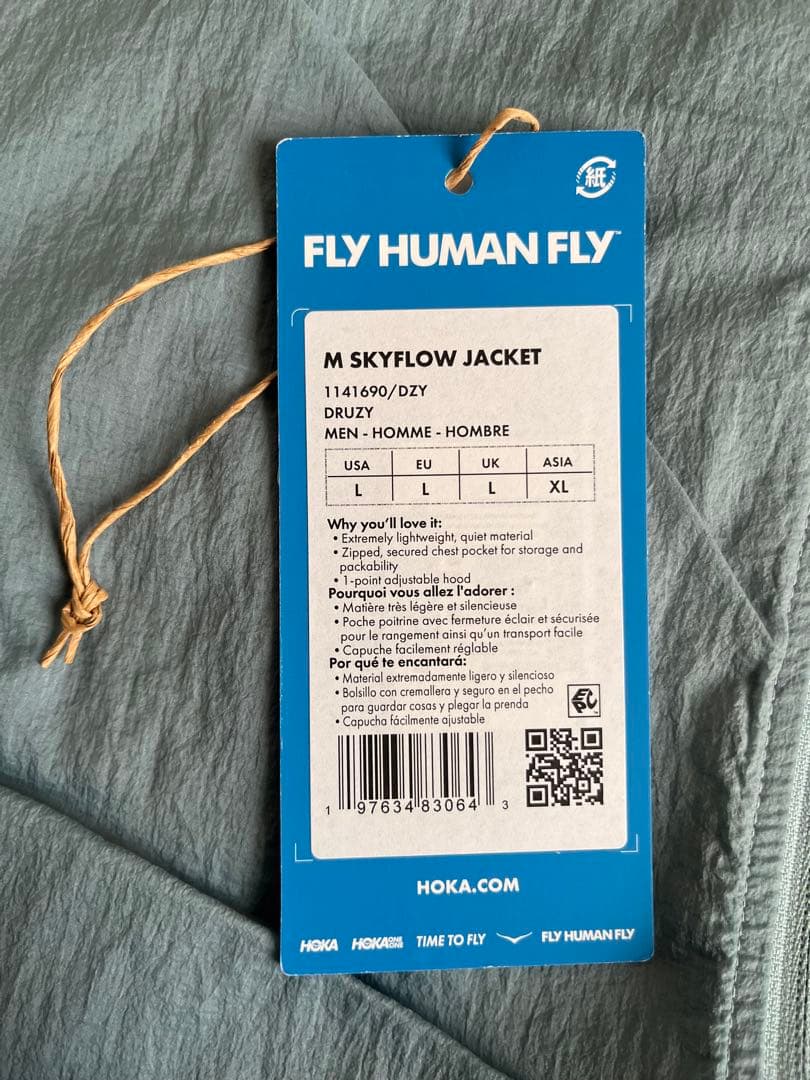 紙
FLY HUMAN FLY™
M SKYFLOW JACKET
1141690/DZY
DRUZY
MEN - HOMME - HOMBRE
USA EU UK ASIA
L L L XL
Why you'll love it:
• Extremely lightweight, quiet material
• Zipped, secured chest pocket for storage and
packability
• 1-point adjustable hood
Pourquoi vous allez l'adorer :
• Matière très légère et silencieuse
• Poche poitrine avec fermeture éclair et sécurisée
pour le rangement ainsi qu'un transport facile
• Capuche facilement réglable
Por qué te encantará:
• Material extremadamente ligero y silencioso
• Bolsillo con cremallera y seguro en el pecho
para guardar cosas y plegar la prenda
• Capucha fácilmente ajustable
1 97634 83064 3
HOKA.COM
HOKA HOKA ONE ONE TIME TO FLY FLY HUMAN FLY